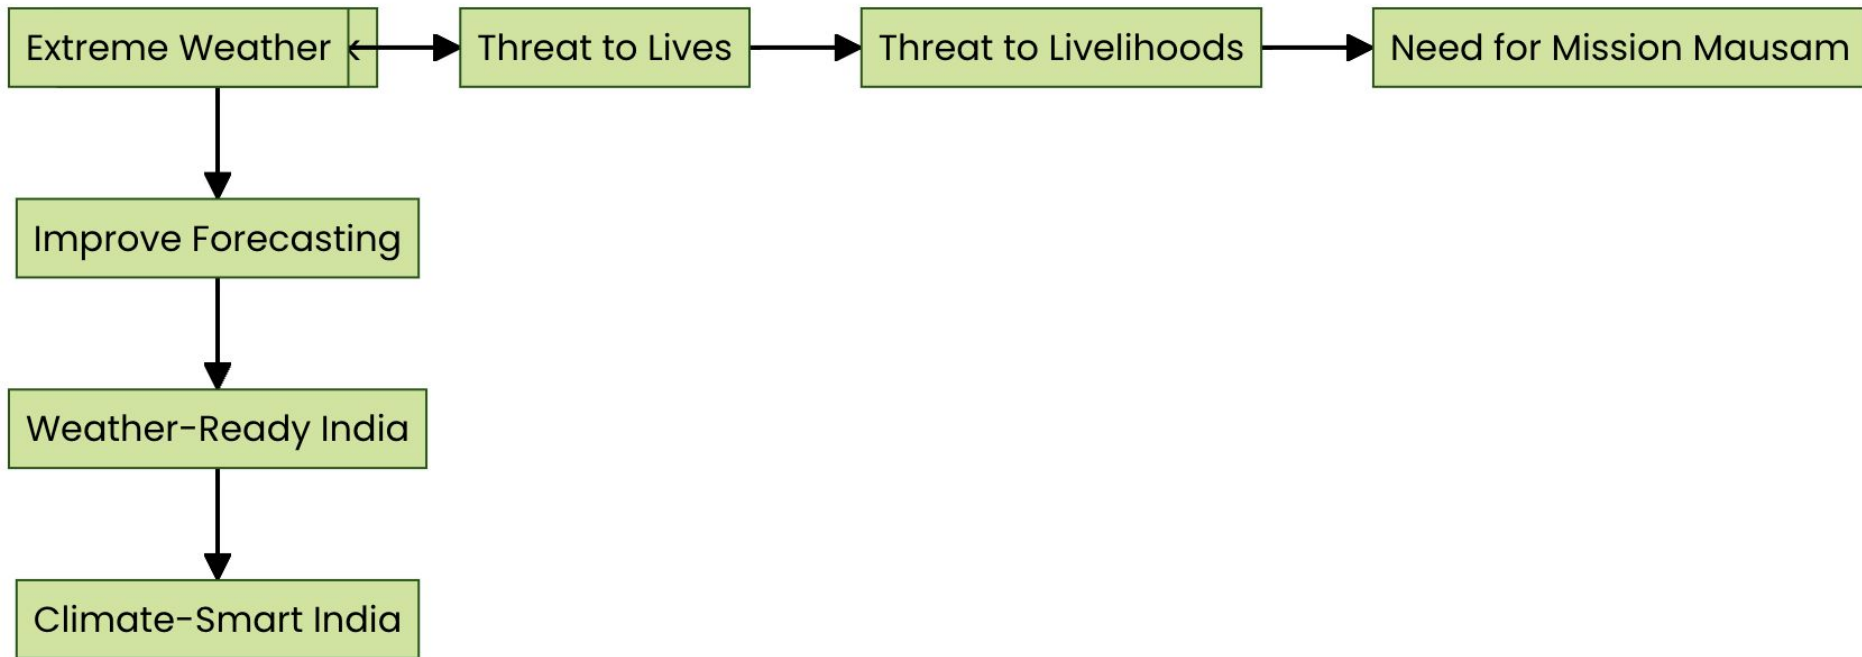 Extreme Weather
Threat to Lives
Threat to Livelihoods
Need for Mission Mausam
Improve Forecasting
Weather-Ready India
Climate-Smart India